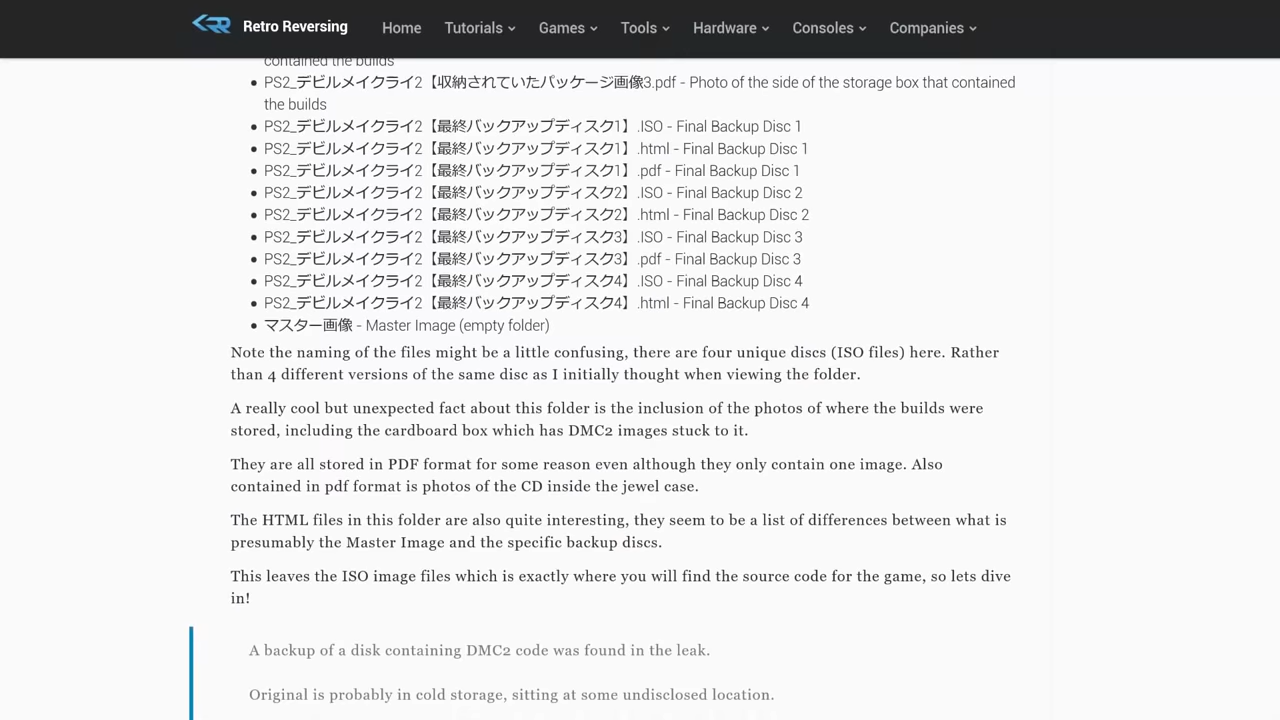 Retro Reversing Home Tutorials Games Tools Hardware Consoles Companies
contained the builds
PS2_デビルメイクライ2【収納されていたパッケージ画像3.pdf - Photo of the side of the storage box that contained
the builds
PS2_デビルメイクライ2【最終バックアップディスク1】.ISO - Final Backup Disc 1
PS2_デビルメイクライ2【最終バックアップディスク1】.html - Final Backup Disc 1
PS2_デビルメイクライ2【最終バックアップディスク1】.pdf - Final Backup Disc 1
PS2_デビルメイクライ2【最終バックアップディスク2】.ISO - Final Backup Disc 2
PS2_デビルメイクライ2【最終バックアップディスク2】.html - Final Backup Disc 2
PS2_デビルメイクライ2【最終バックアップディスク3】.ISO - Final Backup Disc 3
PS2_デビルメイクライ2【最終バックアップディスク3】.pdf - Final Backup Disc 3
PS2_デビルメイクライ2【最終バックアップディスク4】.ISO - Final Backup Disc 4
PS2_デビルメイクライ2【最終バックアップディスク4】.html - Final Backup Disc 4
マスター画像 - Master Image (empty folder)
Note the naming of the files might be a little confusing, there are four unique discs (ISO files) here. Rather
than 4 different versions of the same disc as I initially thought when viewing the folder.
A really cool but unexpected fact about this folder is the inclusion of the photos of where the builds were
stored, including the cardboard box which has DMC2 images stuck to it.
They are all stored in PDF format for some reason even although they only contain one image. Also
contained in pdf format is photos of the CD inside the jewel case.
The HTML files in this folder are also quite interesting, they seem to be a list of differences between what is
presumably the Master Image and the specific backup discs.
This leaves the ISO image files which is exactly where you will find the source code for the game, so lets dive
in!
A backup of a disk containing DMC2 code was found in the leak.
Original is probably in cold storage, sitting at some undisclosed location.